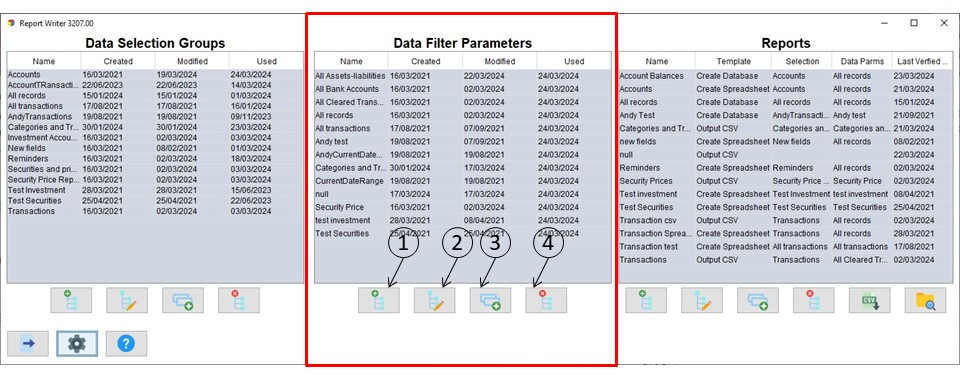 Report Writer 3207.00
Data Selection Groups
Name Created Modified Used
Accounts 16/03/2021 19/03/2024 24/03/2024
AccountTRansacti... 22/06/2023 22/06/2023 14/03/2024
All records 15/01/2024 15/01/2024 01/03/2024
All transactions 17/08/2021 17/08/2021 16/01/2024
AndyTransactions 19/08/2021 19/08/2021 09/11/2023
Categories and Tr... 30/01/2024 30/01/2024 23/03/2024
Investment Accou... 16/03/2021 02/03/2024 03/03/2024
New fields 16/03/2021 08/02/2021 01/03/2024
Reminders 16/03/2021 02/03/2024 18/03/2024
Securities and pri... 16/03/2021 02/03/2024 03/03/2024
Security Price Rep... 16/03/2021 02/03/2024 03/03/2024
Test Investment 28/03/2021 28/03/2021 15/06/2023
Test Securities 25/04/2021 25/04/2021 22/06/2023
Transactions 16/03/2021 02/03/2024 03/03/2024
Data Filter Parameters
Name Created Modified Used
All Assets-liabilities 16/03/2021 22/03/2024 24/03/2024
All Bank Accounts 16/03/2021 02/03/2024 24/03/2024
All Cleared Trans... 16/03/2021 02/03/2024 24/03/2024
All records 16/03/2021 02/03/2024 24/03/2024
All transactions 17/08/2021 07/09/2021 24/03/2024
Andy test 19/08/2021 07/09/2021 24/03/2024
AndyCurrentDate... 19/08/2021 19/08/2021 24/03/2024
Categories and Tr... 30/01/2024 17/03/2024 24/03/2024
CurrentDateRange 19/08/2021 19/08/2021 24/03/2024
null 17/03/2024 17/03/2024 24/03/2024
Security Price 16/03/2021 02/03/2024 24/03/2024
test investment 28/03/2021 08/04/2021 24/03/2024
Test Securities 25/04/2021 25/04/2021 24/03/2024
1 2 3 4
Reports
Name Template Selection Data Parms Last Verfied ...
Account Balances Create Database Accounts All records 23/03/2024
Accounts Create Spreadsheet Accounts All records 21/03/2024
All records Create Database All records All records 15/01/2024
Andy Test Create Database AndyTransacti... Andy test 21/09/2021
Categories and Tr... Output CSV Categories an... Categories an... 21/03/2024
new fields Create Spreadsheet New fields All records 02/03/2024
null Output CSV 22/03/2024
Reminders Create Spreadsheet Reminders All records 02/03/2024
Security Prices Output CSV Security Price ... Security Price 02/03/2024
Test investment Create Spreadsheet Test Investment test investment 08/04/2021
Test Securities Create Spreadsheet Test Securities Test Securities 25/04/2021
Transaction csv Output CSV Transactions All records 02/03/2024
Transaction Sprea... Create Spreadsheet Transactions All records 28/03/2021
Transaction test Create Spreadsheet All transactions All transactions 17/08/2021
Transactions Output CSV Transactions All Cleared Tr... 02/03/2024
CSV